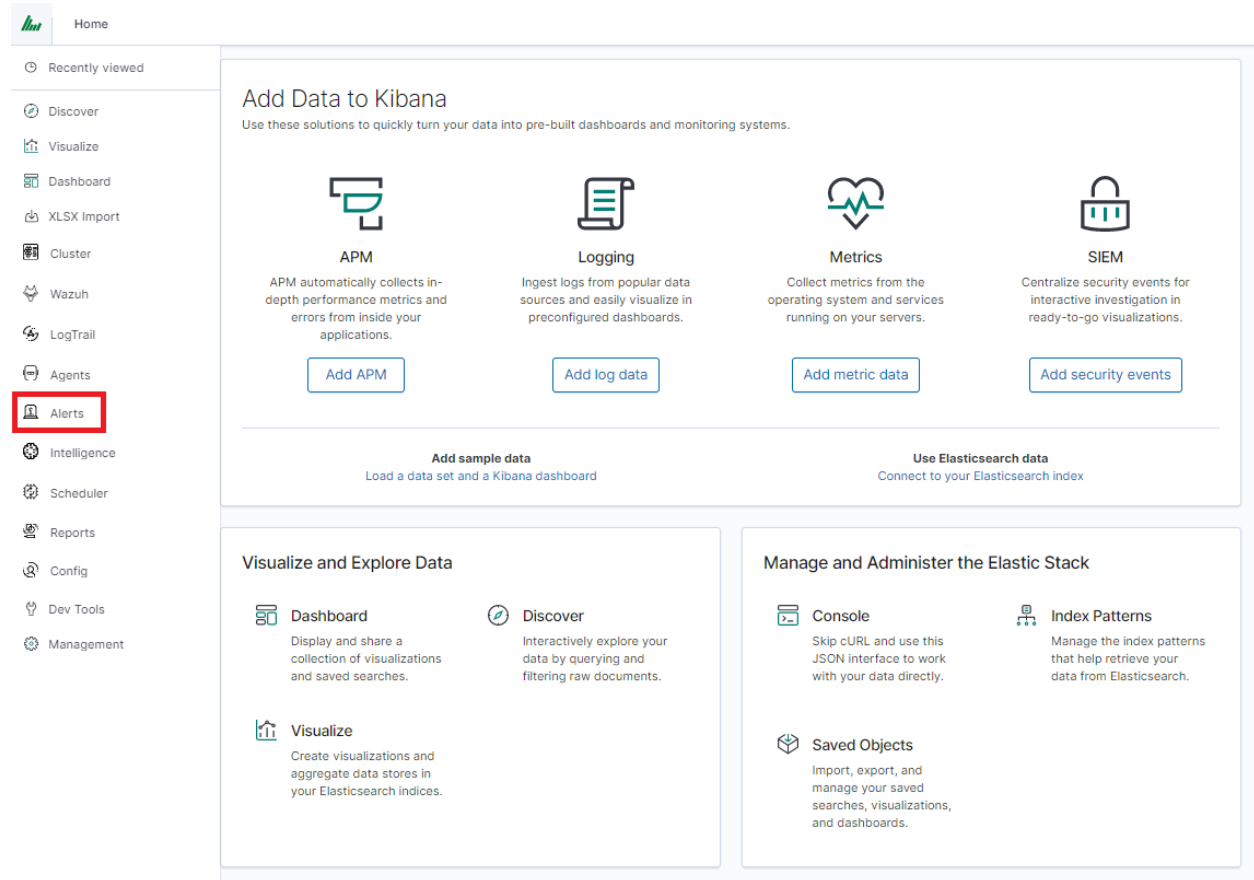 Home
Recently viewed
Discover
Visualize
Dashboard
XLSX Import
Cluster
Wazuh
LogTrail
Agents
Alerts
Intelligence
Scheduler
Reports
Config
Dev Tools
Management
Add Data to Kibana
Use these solutions to quickly turn your data into pre-built dashboards and monitoring systems.
APM
APM automatically collects in-
depth performance metrics and
errors from inside your
applications.
Add APM
Logging
Ingest logs from popular data
sources and easily visualize in
preconfigured dashboards.
Add log data
Metrics
Collect metrics from the
operating system and services
running on your servers.
Add metric data
SIEM
Centralize security events for
interactive investigation in
ready-to-go visualizations.
Add security events
Add sample data
Load a data set and a Kibana dashboard
Use Elasticsearch data
Connect to your Elasticsearch index
Visualize and Explore Data
Dashboard
Display and share a
collection of visualizations
and saved searches.
Discover
Interactively explore your
data by querying and
filtering raw documents.
Visualize
Create visualizations and
aggregate data stores in
your Elasticsearch indices.
Manage and Administer the Elastic Stack
Console
Skip cURL and use this
JSON interface to work
with your data directly.
Index Patterns
Manage the index patterns
that help retrieve your
data from Elasticsearch.
Saved Objects
Import, export, and
manage your saved
searches, visualizations,
and dashboards.